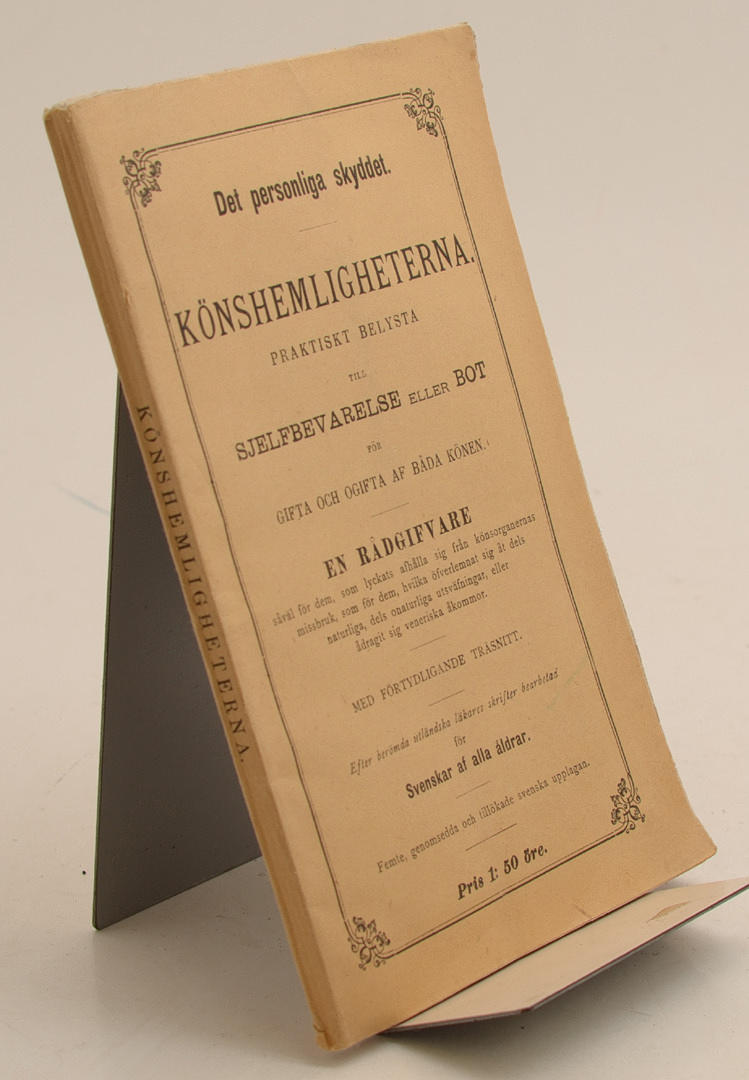 Det personliga skyddet.
KÖNSHEMLIGHETERNA.
PRAKTISKT BELYSTA
TILL
SJELFBEVARELSE ELLER BOT
FÖR
GIFTA OCH OGIFTA AF BÅDA KÖNEN.
EN RÅDGIFVARE
såväl för dem, som lyckats afhålla sig från könsorganernas
missbruk, som för dem, hvilka öfverlemnat sig åt dels
naturliga, dels onaturliga utsväfningar, eller
ådragit sig veneriska åkommor.
MED FÖRTYDLIGANDE TRÄSNITT.
Efter berömda utländska läkares skrifter bearbetad
för
Svenskar af alla åldrar.
Femte, genomsedda och tillökade svenska upplagan.
Pris 1: 50 öre.
KÖNSHEMLIGHETERNA.